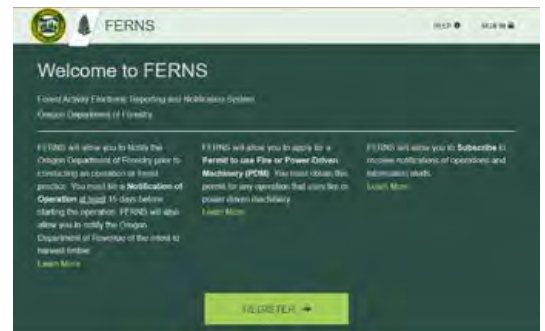 FERNS
HELP
SIGN IN
Welcome to FERNS
Forest Activity Electronic Reporting and Notification System
Oregon Department of Forestry
FERNS will allow you to Notify the
Oregon Department of Forestry prior to
conducting an operation or forest
practice. You must file a Notification of
Operation at least 15 days before
starting the operation. FERNS will also
allow you to notify the Oregon
Department of Revenue of the intent to
harvest timber.
Learn More
FERNS will allow you to apply for a
Permit to use Fire or Power Driven
Machinery (PDM). You must obtain this
permit for any operation that uses fire or
power driven machinery.
Learn More
FERNS will allow you to Subscribe to
receive notifications of operations and
information alerts.
Learn More
REGISTER